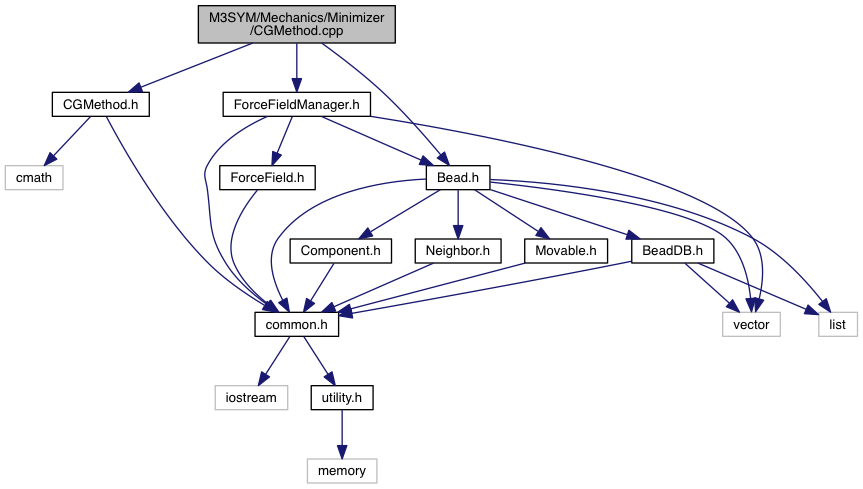 M3SYM/Mechanics/Minimizer
/CGMethod.cpp
CGMethod.h
ForceFieldManager.h
cmath
ForceField.h
Bead.h
Component.h
Neighbor.h
Movable.h
BeadDB.h
common.h
vector
list
iostream
utility.h
memory